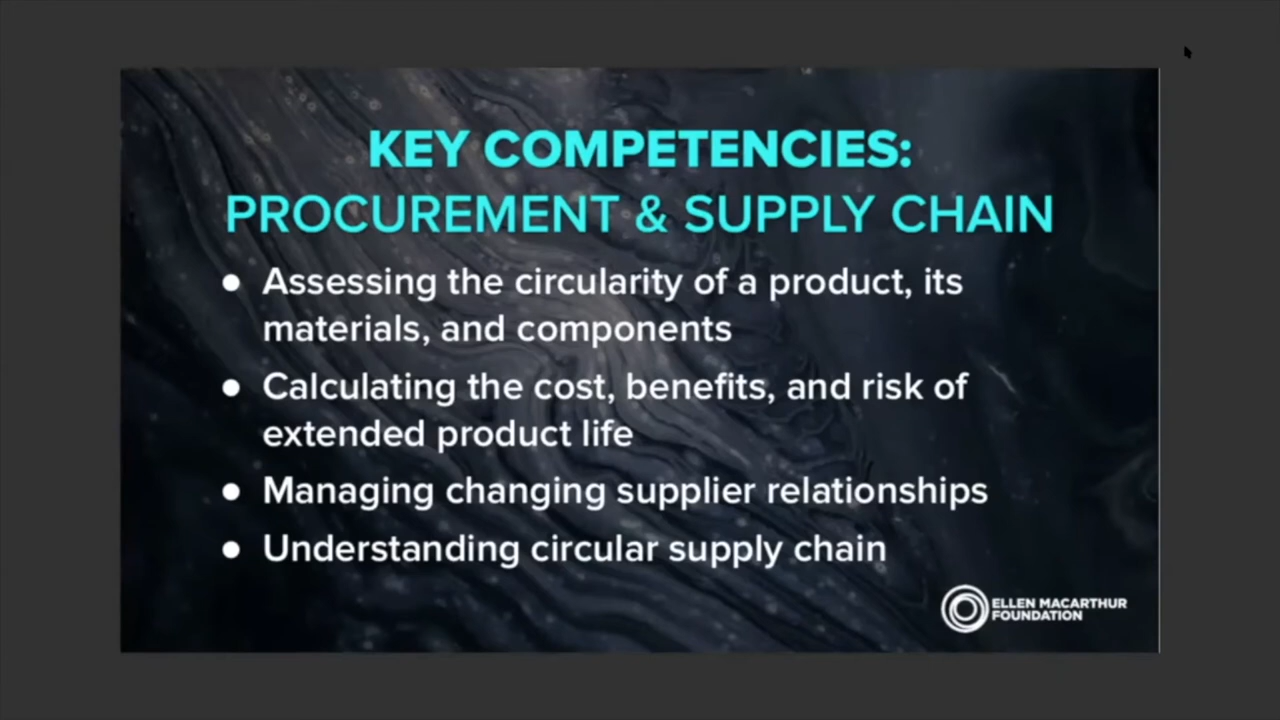 KEY COMPETENCIES:
PROCUREMENT & SUPPLY CHAIN
● Assessing the circularity of a product, its
materials, and components
● Calculating the cost, benefits, and risk of
extended product life
● Managing changing supplier relationships
● Understanding circular supply chain
ELLEN MACARTHUR
FOUNDATION